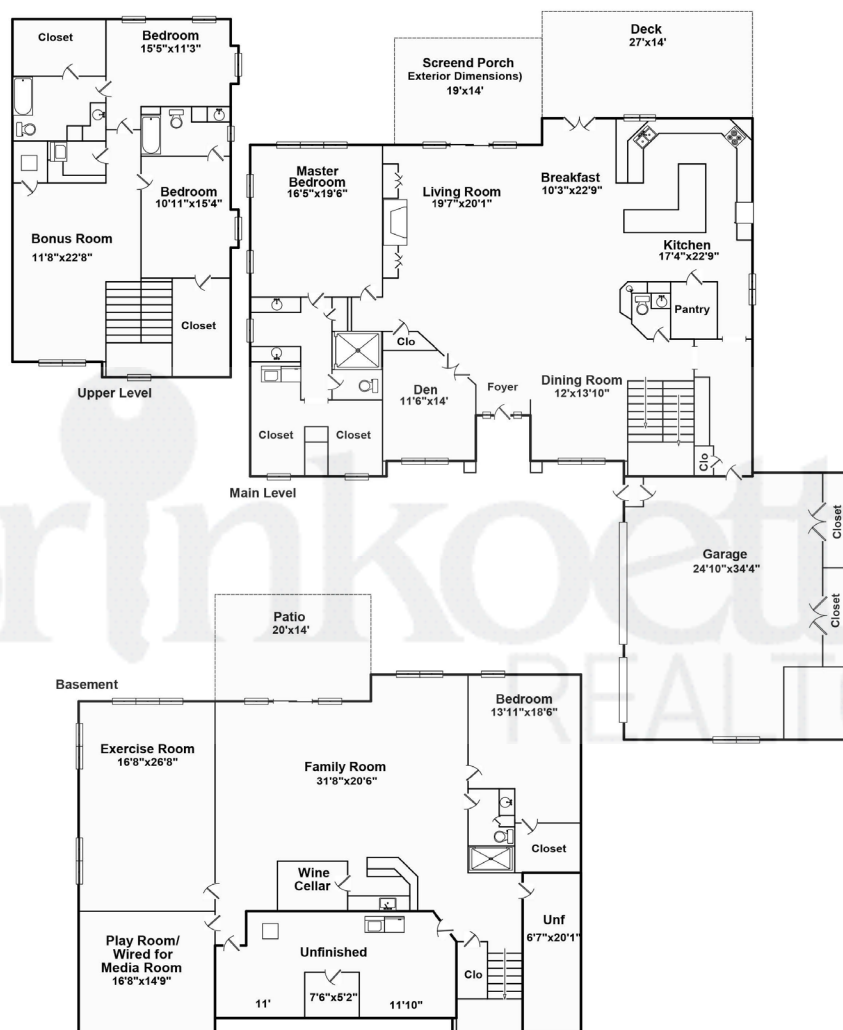 Closet
Bedroom
15'5"x11'3"
Bedroom
10'11"x15'4"
Bonus Room
11'8"x22'8"
Closet
Upper Level
Screend Porch
Exterior Dimensions)
19'x14'
Deck
27'x14'
Master
Bedroom
16'5"x19'6"
Living Room
19'7"x20'1"
Breakfast
10'3"x22'9"
Kitchen
17'4"x22'9"
Pantry
Clo
Den
11'6"x14'
Foyer
Dining Room
12'x13'10"
Closet
Closet
Clo
Main Level
Garage
24'10"x34'4"
Closet
Closet
Patio
20'x14'
Basement
Exercise Room
16'8"x26'8"
Family Room
31'8"x20'6"
Bedroom
13'11"x18'6"
Wine
Cellar
Closet
Play Room/
Wired for
Media Room
16'8"x14'9"
Unfinished
11'
7'6"x5'2"
11'10"
Clo
Unf
6'7"x20'1"
rinkoett
REALT